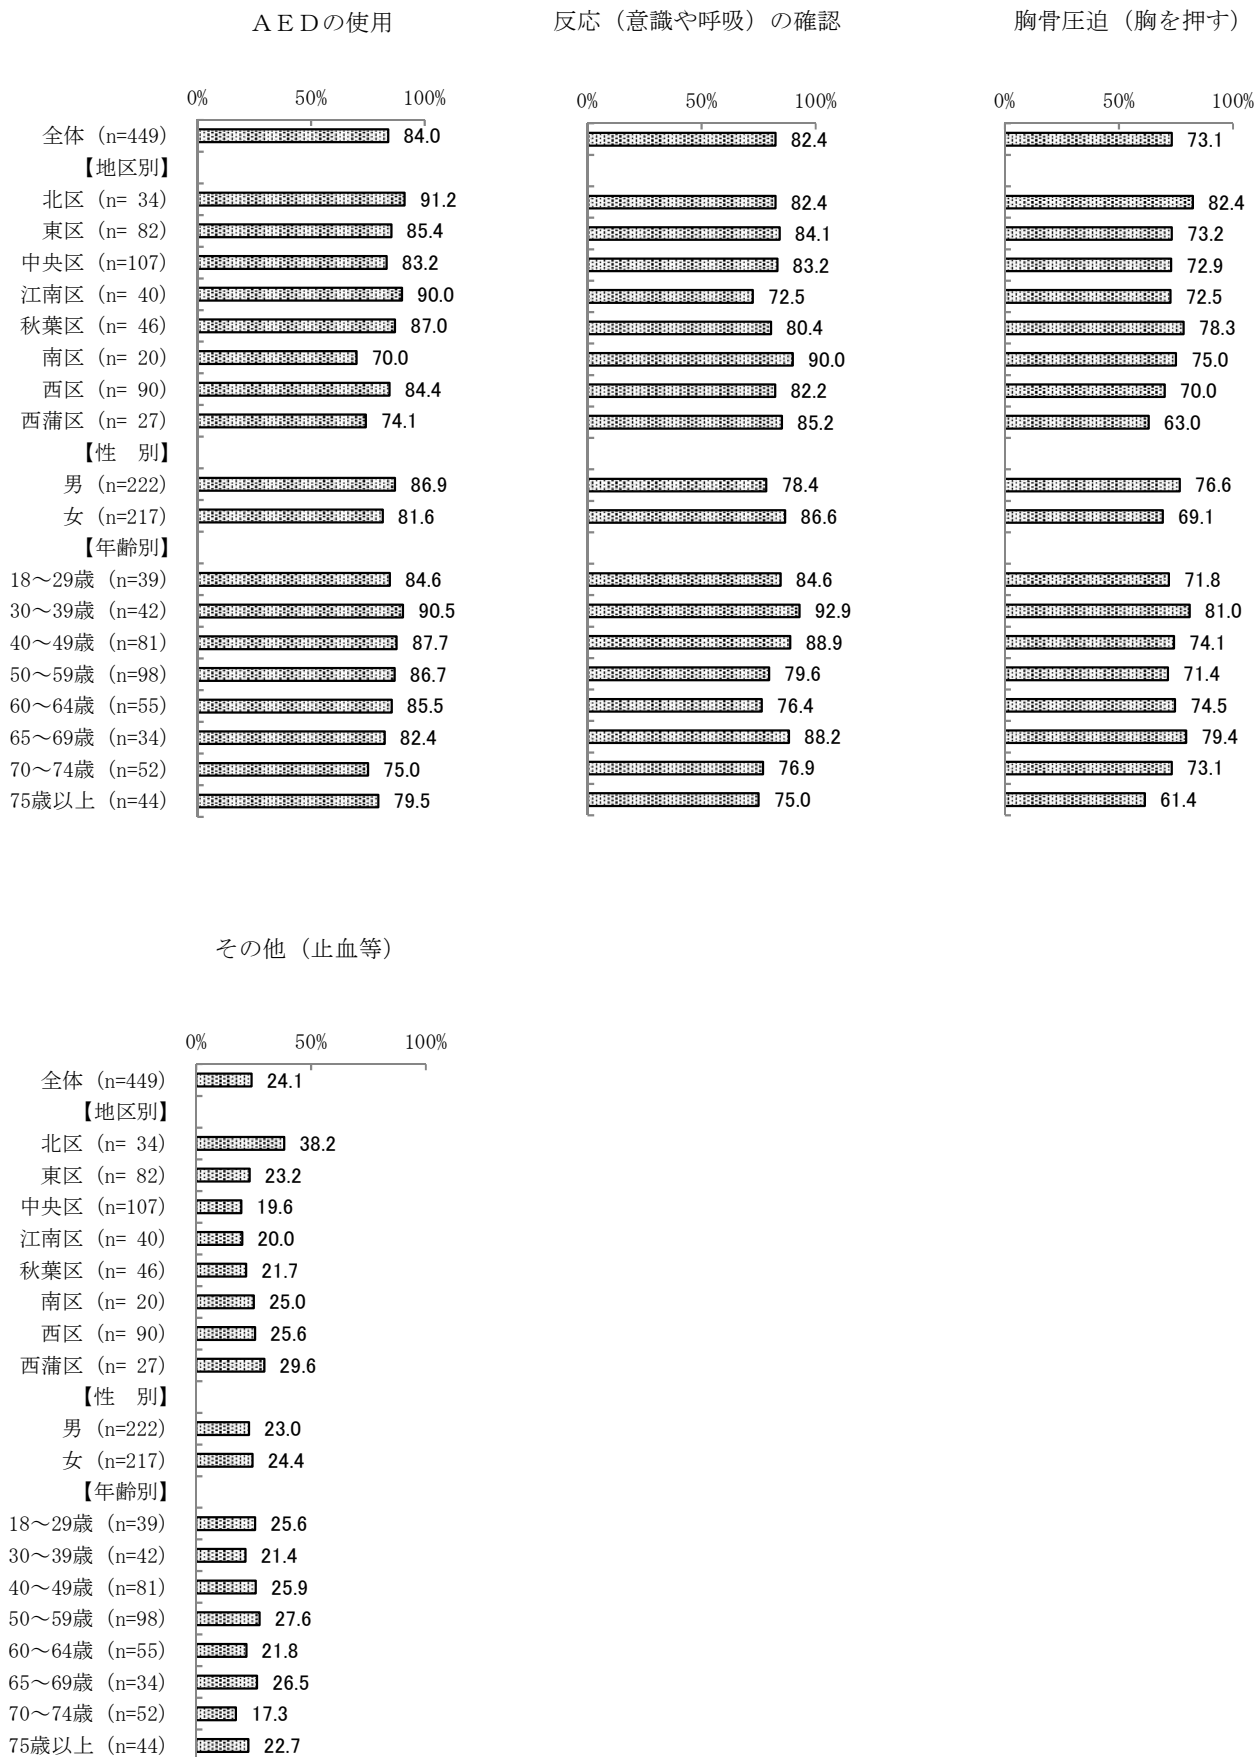 ＡＥＤの使用　反応（意識や呼吸）の確認　胸骨圧迫（胸を押す）
0% 50% 100% 0% 50% 100% 0% 50% 100%
全体（n=449） 84.0 82.4 73.1
【地区別】
北区（n= 34） 91.2 82.4 82.4
東区（n= 82） 85.4 84.1 73.2
中央区（n=107） 83.2 83.2 72.9
江南区（n= 40） 90.0 72.5 72.5
秋葉区（n= 46） 87.0 80.4 78.3
南区（n= 20） 70.0 90.0 75.0
西区（n= 90） 84.4 82.2 70.0
西蒲区（n= 27） 74.1 85.2 63.0
【性　別】
男（n=222） 86.9 78.4 76.6
女（n=217） 81.6 86.6 69.1
【年齢別】
18～29歳（n=39） 84.6 84.6 71.8
30～39歳（n=42） 90.5 92.9 81.0
40～49歳（n=81） 87.7 88.9 74.1
50～59歳（n=98） 86.7 79.6 71.4
60～64歳（n=55） 85.5 76.4 74.5
65～69歳（n=34） 82.4 88.2 79.4
70～74歳（n=52） 75.0 76.9 73.1
75歳以上（n=44） 79.5 75.0 61.4
その他（止血等）
0% 50% 100%
全体（n=449） 24.1
【地区別】
北区（n= 34） 38.2
東区（n= 82） 23.2
中央区（n=107） 19.6
江南区（n= 40） 20.0
秋葉区（n= 46） 21.7
南区（n= 20） 25.0
西区（n= 90） 25.6
西蒲区（n= 27） 29.6
【性　別】
男（n=222） 23.0
女（n=217） 24.4
【年齢別】
18～29歳（n=39） 25.6
30～39歳（n=42） 21.4
40～49歳（n=81） 25.9
50～59歳（n=98） 27.6
60～64歳（n=55） 21.8
65～69歳（n=34） 26.5
70～74歳（n=52） 17.3
75歳以上（n=44） 22.7